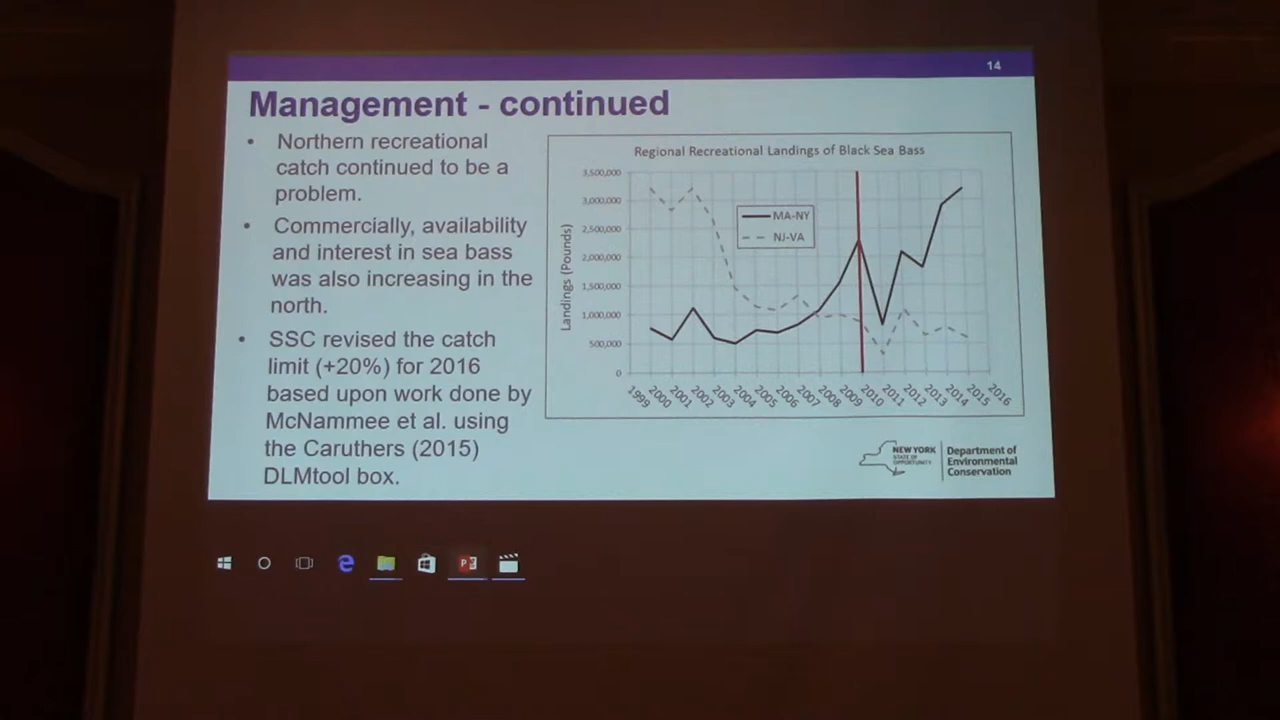 14
Management - continued
• Northern recreational
catch continued to be a
problem.
• Commercially, availability
and interest in sea bass
was also increasing in the
north.
• SSC revised the catch
limit (+20%) for 2016
based upon work done by
McNammee et al. using
the Caruthers (2015)
DLMtool box.
Regional Recreational Landings of Black Sea Bass
Landings (Pounds)
3,500,000
3,000,000
2,500,000
2,000,000
1,500,000
1,000,000
500,000
0
MA-NY
NJ-VA
1999
2000
2001
2002
2003
2004
2005
2006
2007
2008
2009
2010
2011
2012
2013
2014
2015
2016
NEW YORK
STATE OF
OPPORTUNITY
Department of
Environmental
Conservation